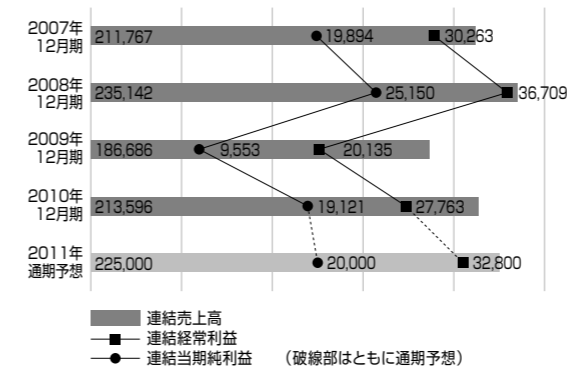 2007年
12月期
211,767
19,894
30,263
2008年
12月期
235,142
25,150
36,709
2009年
12月期
186,686
9,553
20,135
2010年
12月期
213,596
19,121
27,763
2011年
通期予想
225,000
20,000
32,800
連結売上高
連結経常利益
連結当期純利益 （破線部はともに通期予想）